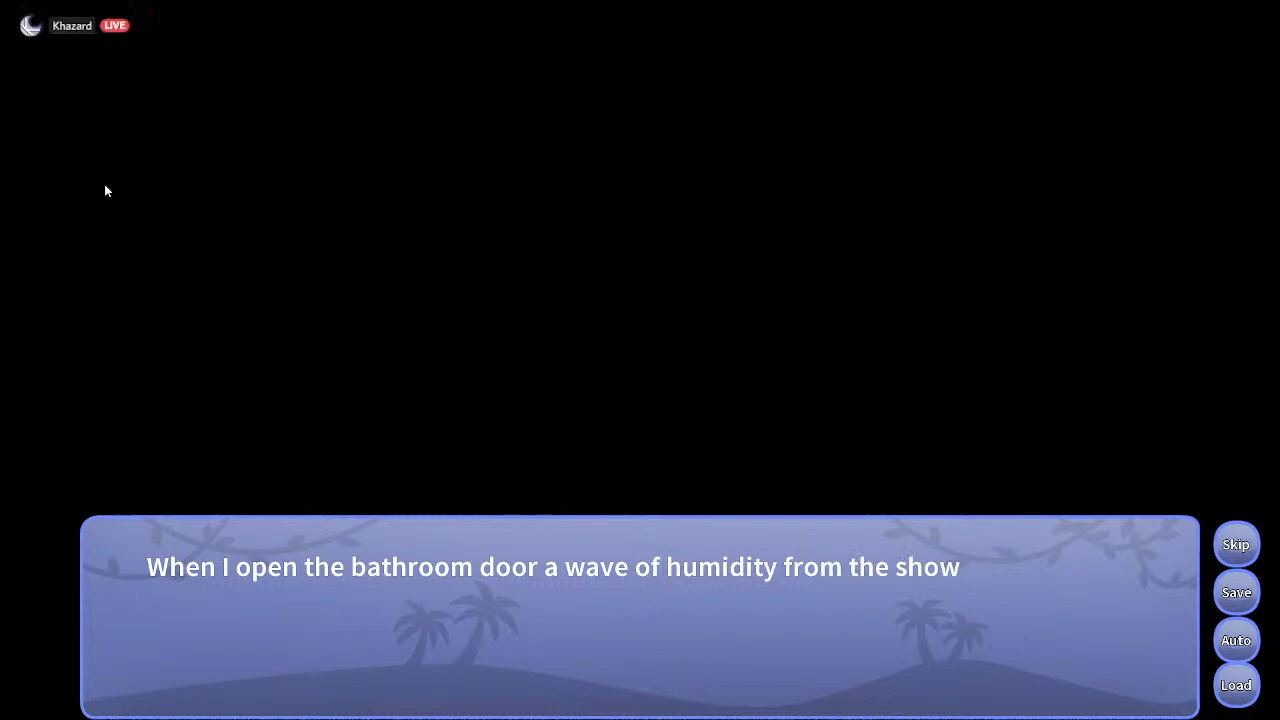 Khazard LIVE
When I open the bathroom door a wave of humidity from the show
Skip
Save
Auto
Load